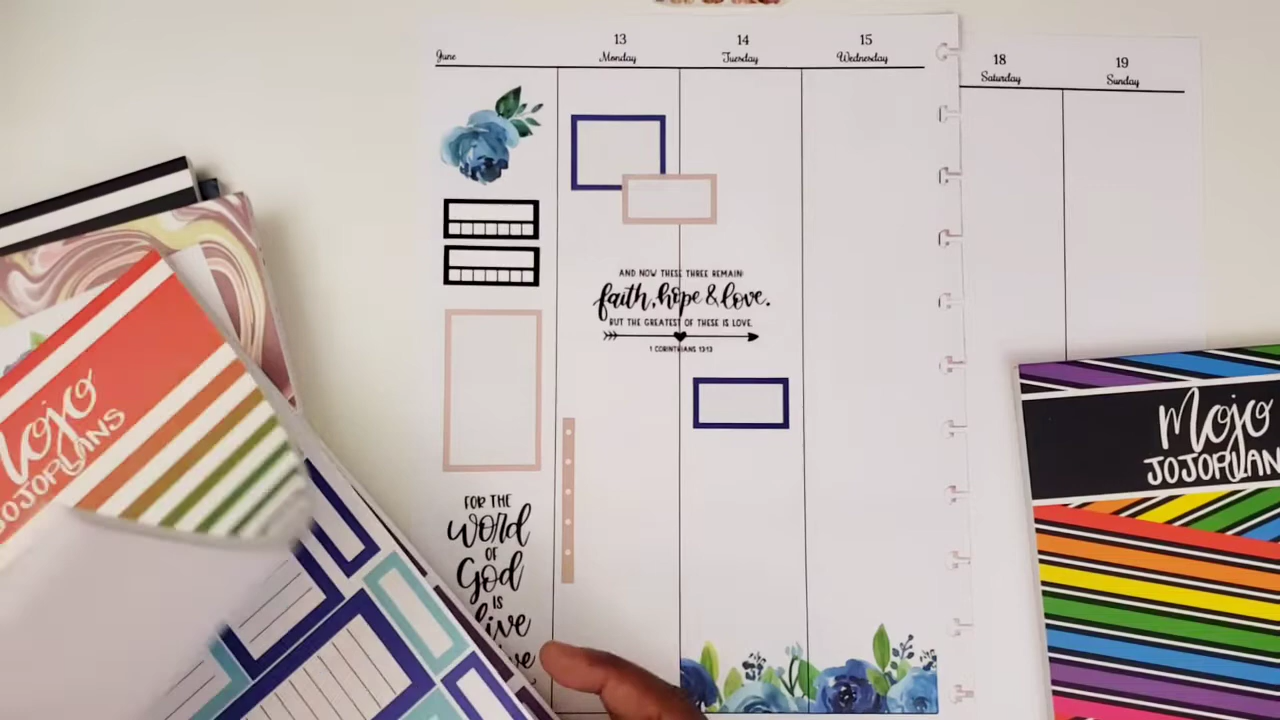 June
13
Monday
14
Tuesday
15
Wednesday
18
Saturday
19
Sunday
AND NOW THESE THREE REMAIN:
faith, hope & love.
BUT THE GREATEST OF THESE IS LOVE.
1 CORINTHIANS 13:13
FOR THE
word
OF
God
IS
Mojo
JOJOPLAN